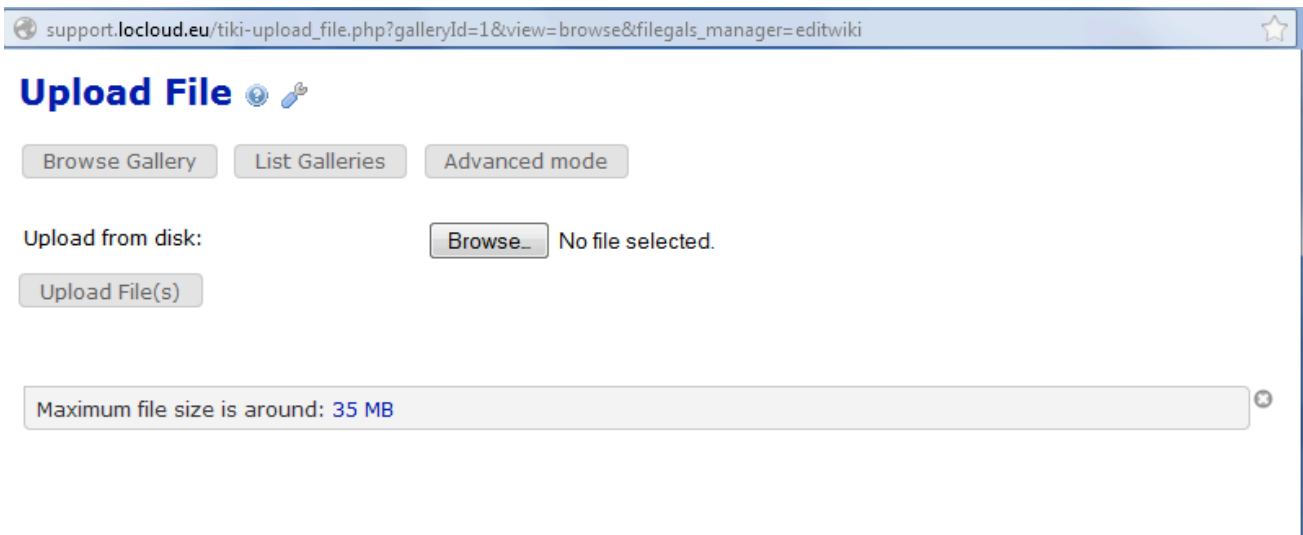 support.locloud.eu/tiki-upload_file.php?galleryId=1&view=browse&filegals_manager=editwiki
Upload File
Browse Gallery List Galleries Advanced mode
Upload from disk: Browse... No file selected.
Upload File(s)
Maximum file size is around: 35 MB